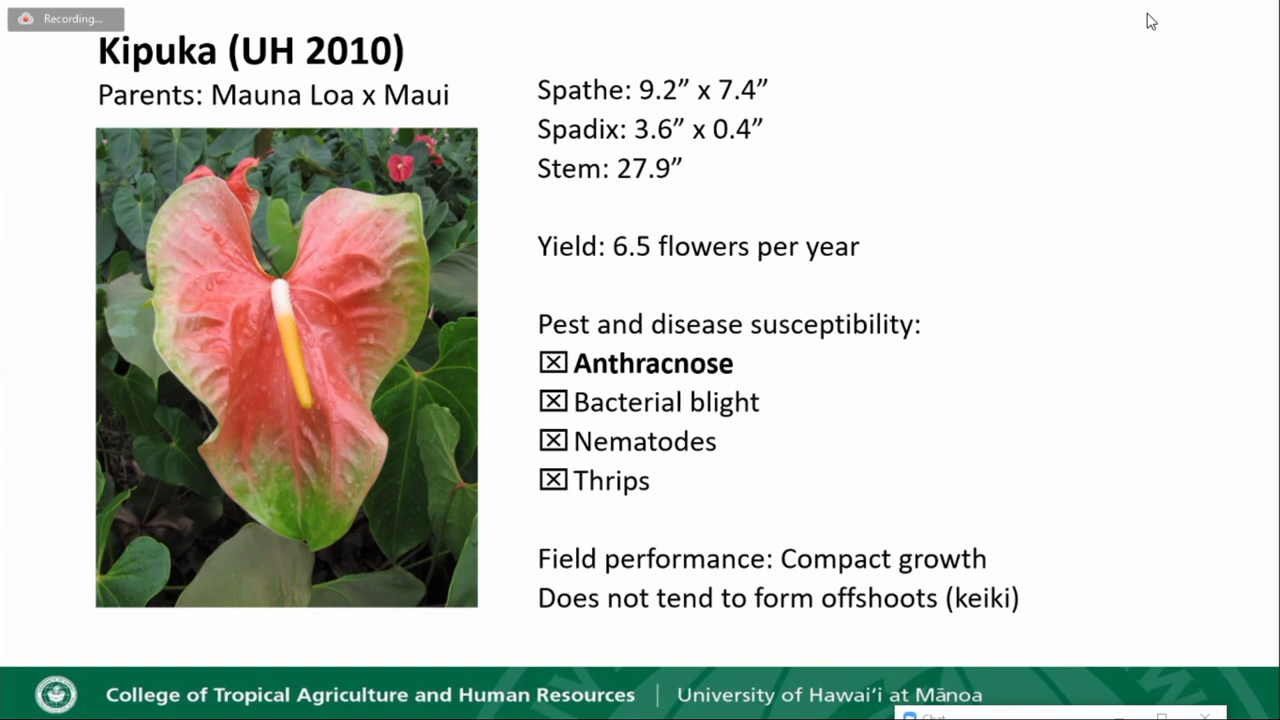 Recording...
Kipuka (UH 2010)
Parents: Mauna Loa x Maui
Spathe: 9.2” x 7.4”
Spadix: 3.6” x 0.4”
Stem: 27.9”
Yield: 6.5 flowers per year
Pest and disease susceptibility:
☒ Anthracnose
☒ Bacterial blight
☒ Nematodes
☒ Thrips
Field performance: Compact growth
Does not tend to form offshoots (keiki)
College of Tropical Agriculture and Human Resources | University of Hawai‘i at Mānoa